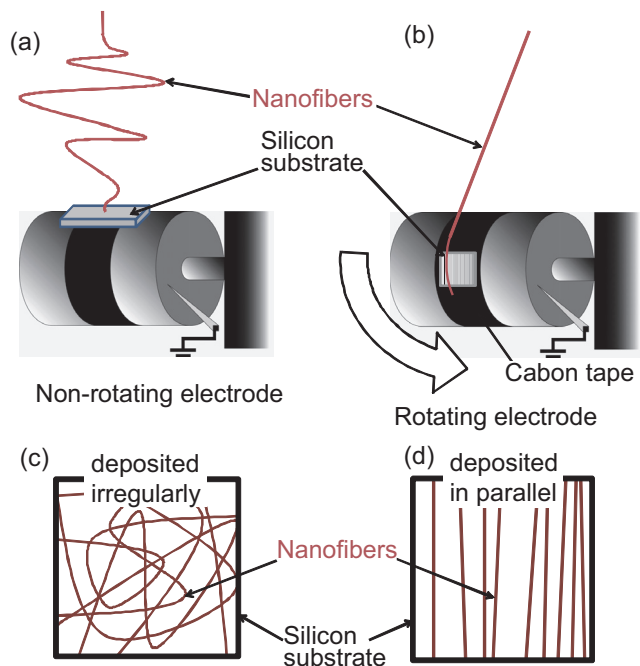 (a)
(b)
Nanofibers
Silicon
substrate
Cabon tape
Non-rotating electrode
Rotating electrode
(c)
(d)
deposited
irregularly
deposited
in parallel
Nanofibers
Silicon
substrate